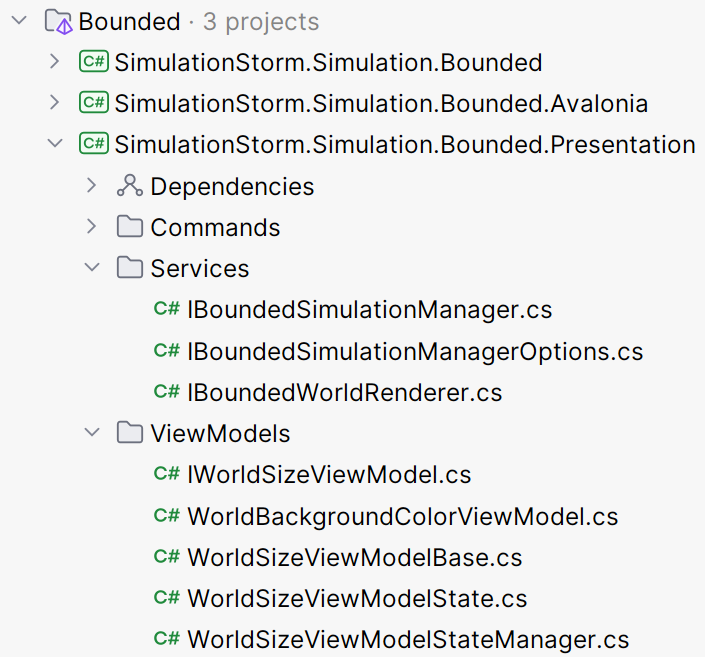 Bounded · 3 projects
C# SimulationStorm.Simulation.Bounded
C# SimulationStorm.Simulation.Bounded.Avalonia
C# SimulationStorm.Simulation.Bounded.Presentation
Dependencies
Commands
Services
C# IBoundedSimulationManager.cs
C# IBoundedSimulationManagerOptions.cs
C# IBoundedWorldRenderer.cs
ViewModels
C# IWorldSizeViewModel.cs
C# WorldBackgroundColorViewModel.cs
C# WorldSizeViewModelBase.cs
C# WorldSizeViewModelState.cs
C# WorldSizeViewModelStateManager.cs